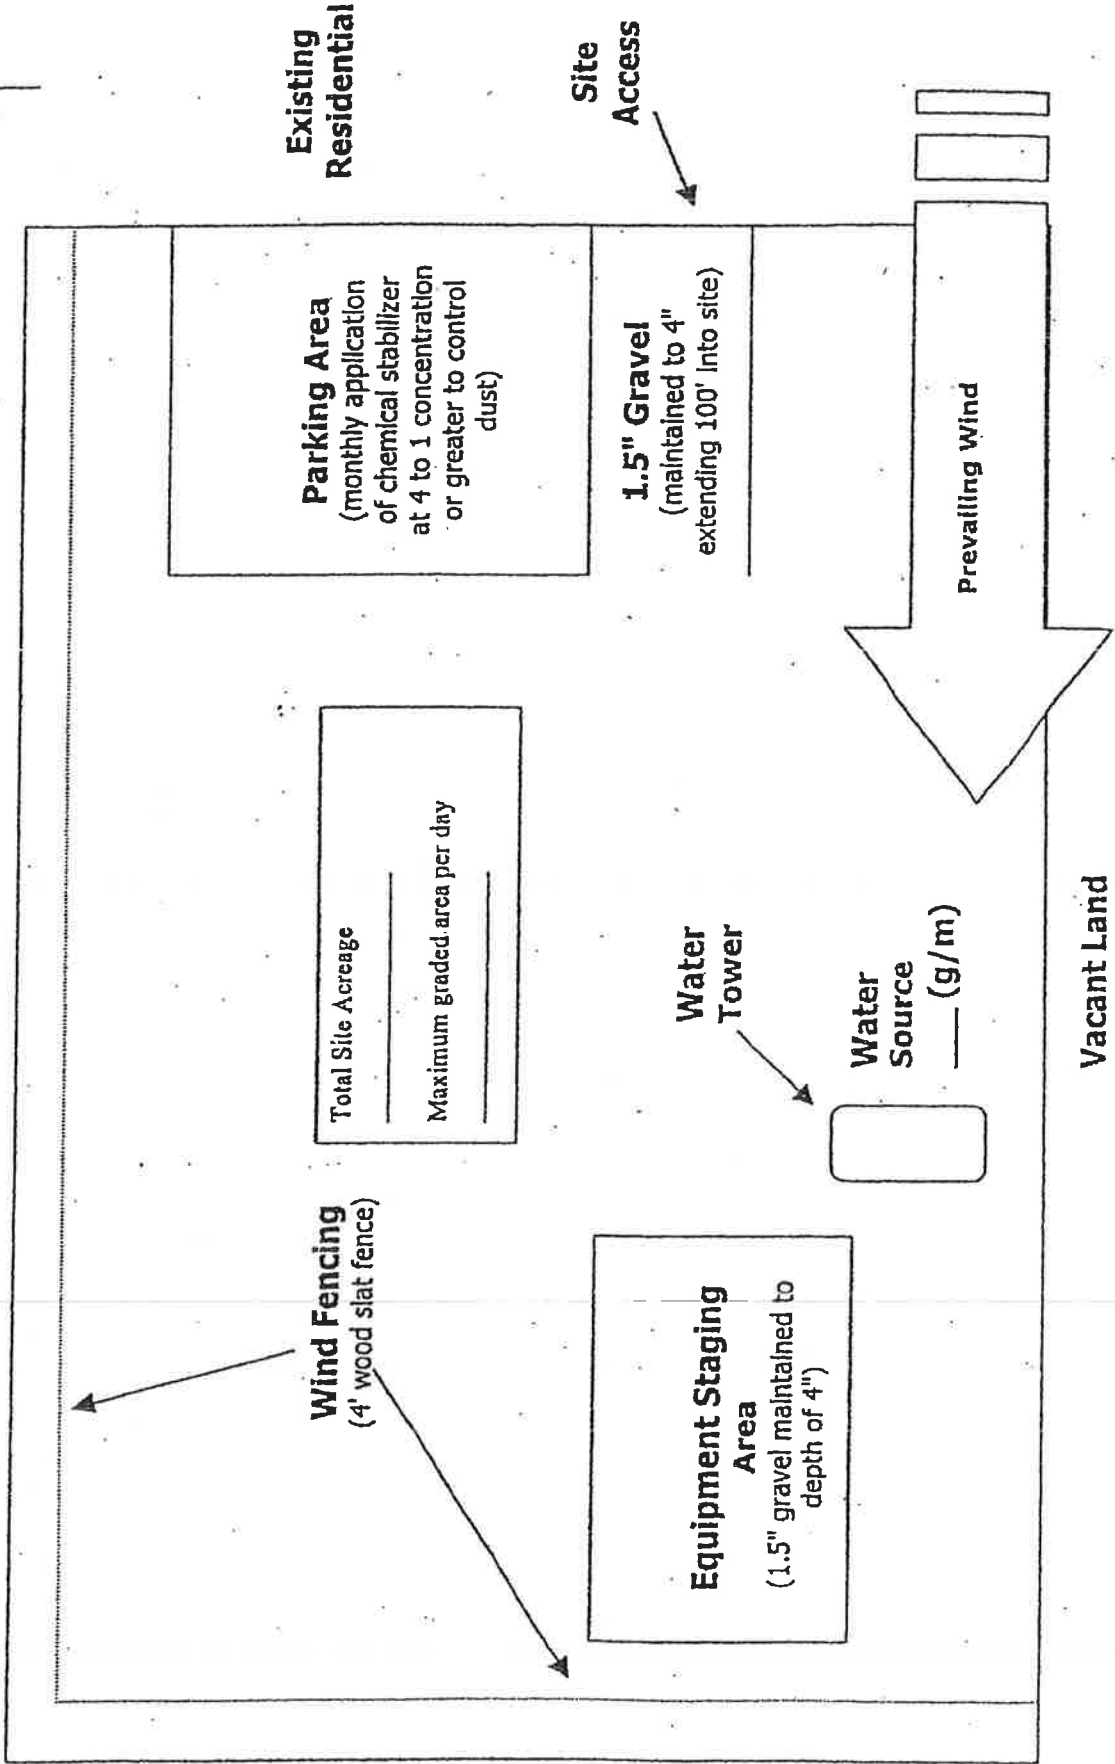 Existing
Residential
Site
Access
Parking Area
(monthly application
of chemical stabilizer
at 4 to 1 concentration
or greater to control
dust)
1.5" Gravel
(maintained to 4"
extending 100' into site)
Prevailing Wind
Total Site Acreage
Maximum graded area per day
Wind Fencing
(4' wood slat fence)
Water
Tower
Water
Source
___ (g/m)
Equipment Staging
Area
(1.5" gravel maintained to
depth of 4")
Vacant Land